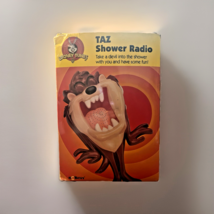 TAZ
Shower Radio
Take a devil into the shower
with you and have some fun!